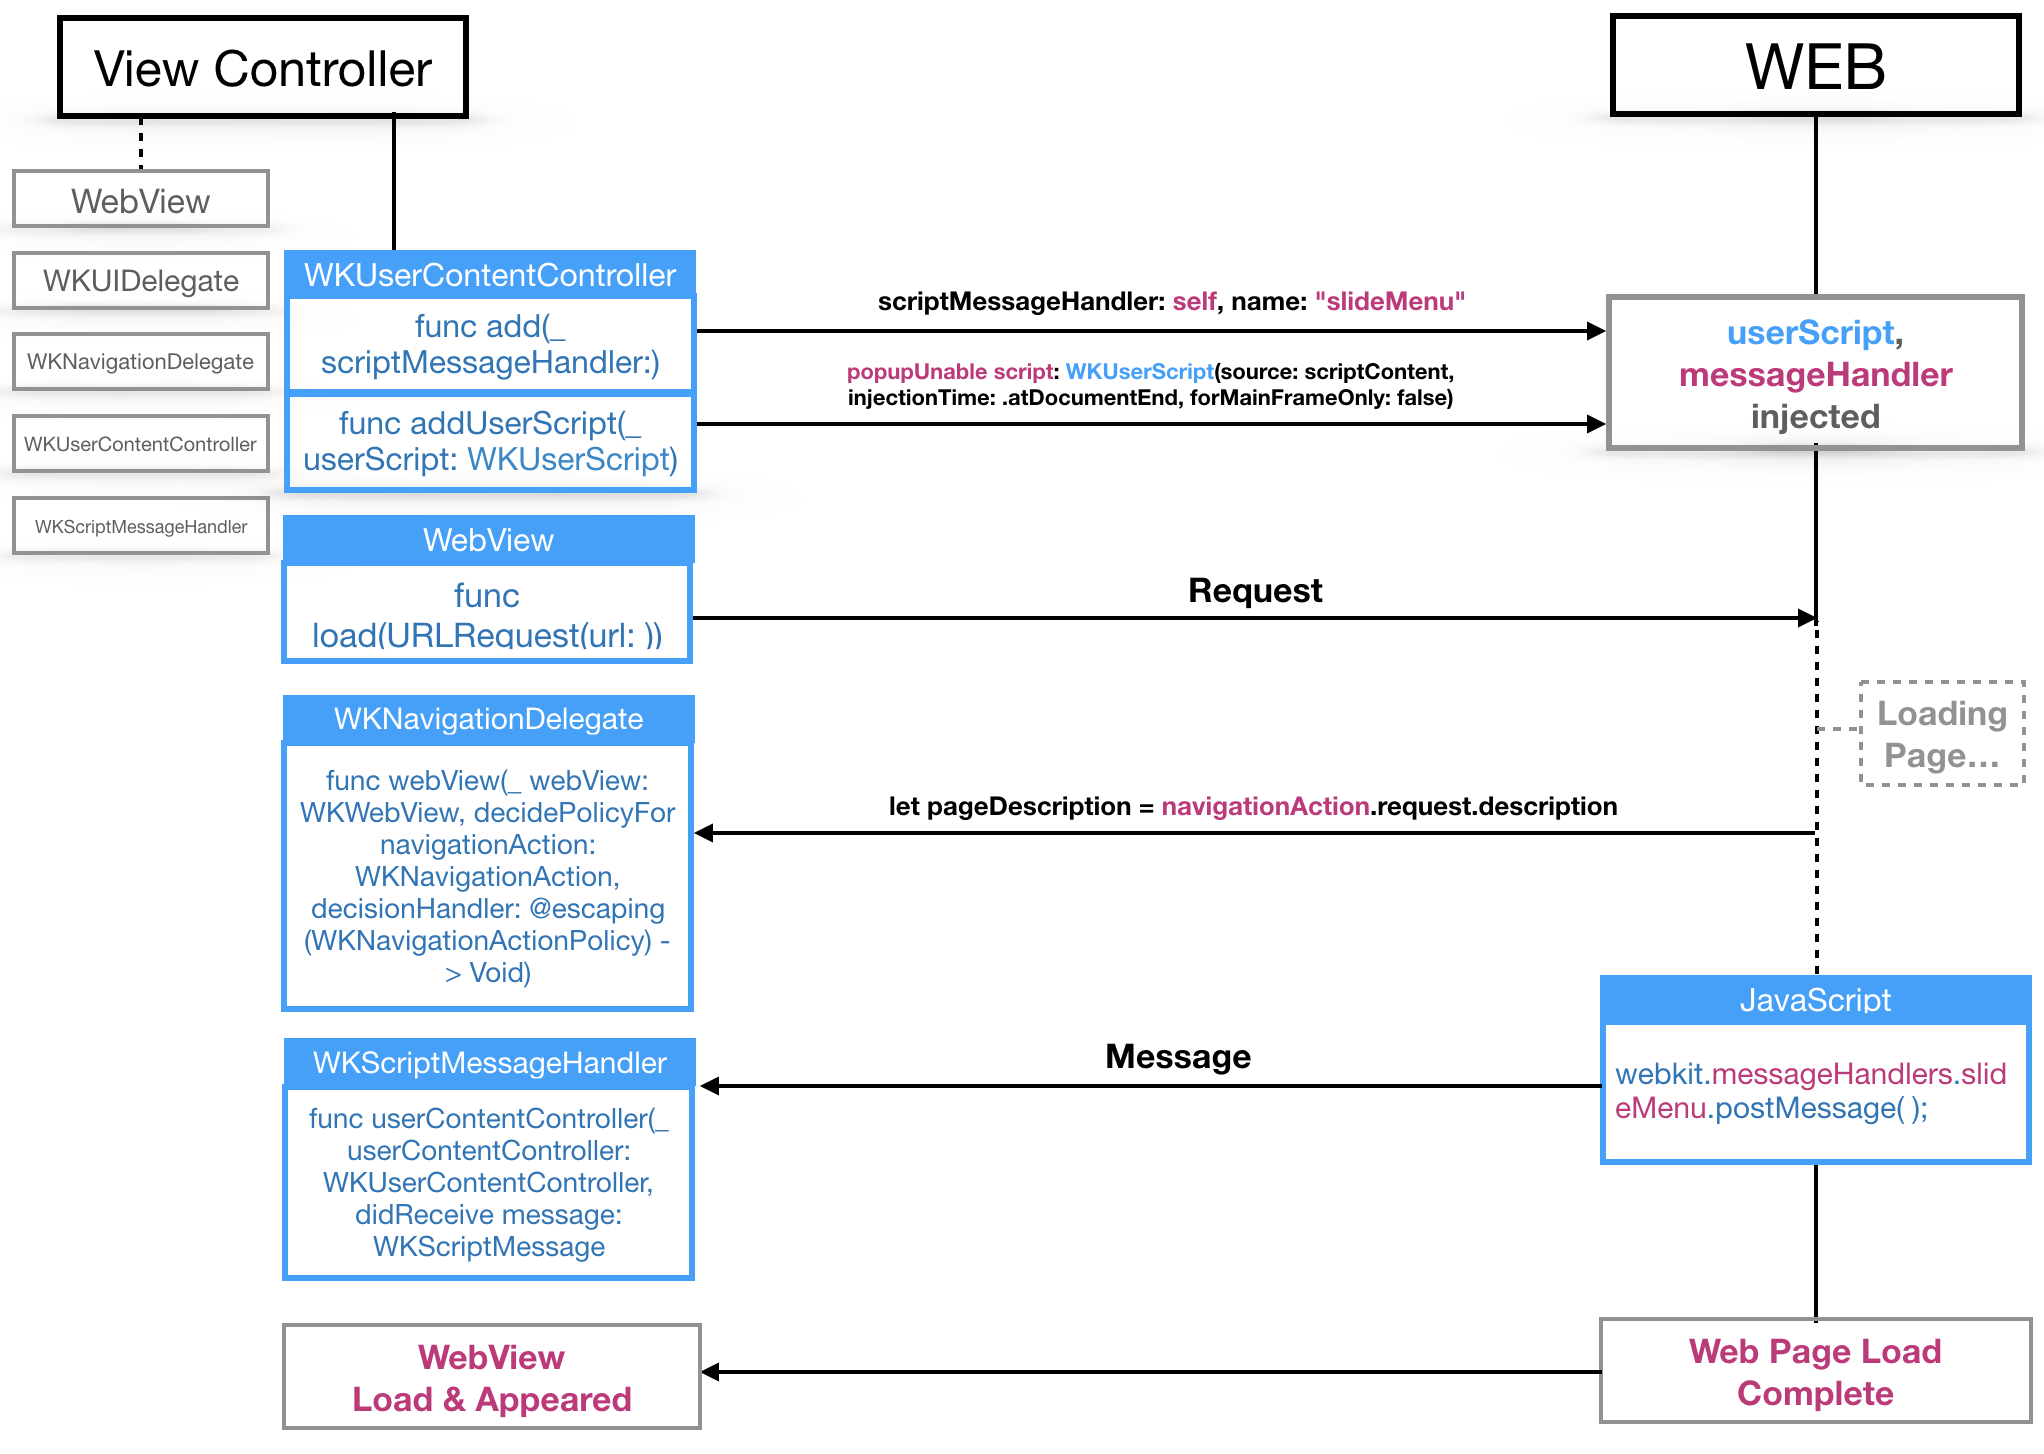 View Controller
WEB
WebView
WKUIDelegate
WKNavigationDelegate
WKUserContentController
WKScriptMessageHandler
WKUserContentController
func add(_
scriptMessageHandler:)
func addUserScript(_
userScript: WKUserScript)
scriptMessageHandler: self, name: "slideMenu"
popupUnable script: WKUserScript(source: scriptContent,
injectionTime: .atDocumentEnd, forMainFrameOnly: false)
userScript,
messageHandler
injected
WebView
func
load(URLRequest(url: ))
Request
Loading
Page...
WKNavigationDelegate
func webView(_ webView:
WKWebView, decidePolicyFor
navigationAction:
WKNavigationAction,
decisionHandler: @escaping
(WKNavigationActionPolicy) -
> Void)
let pageDescription = navigationAction.request.description
JavaScript
webkit.messageHandlers.slid
eMenu.postMessage( );
Message
WKScriptMessageHandler
func userContentController(_
userContentController:
WKUserContentController,
didReceive message:
WKScriptMessage
WebView
Load & Appeared
Web Page Load
Complete